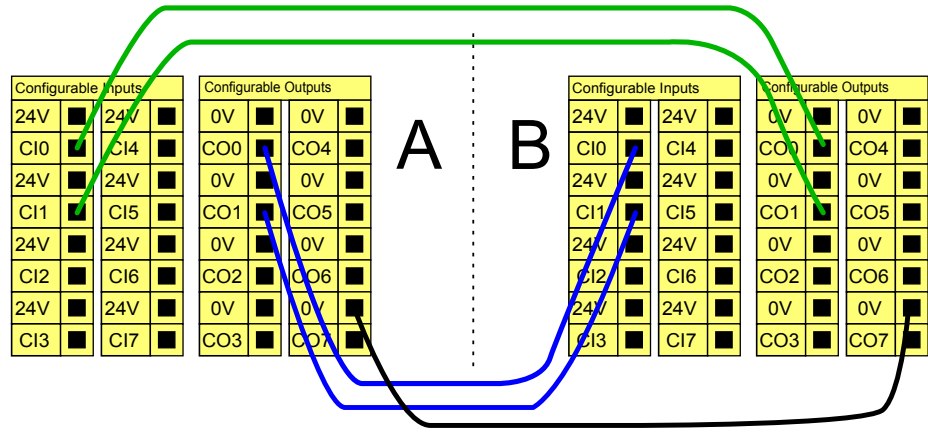 Configurable Inputs
24V 24V
CI0 CI4
24V 24V
CI1 CI5
24V 24V
CI2 CI6
24V 24V
CI3 CI7
Configurable Outputs
0V 0V
CO0 CO4
0V 0V
CO1 CO5
0V 0V
CO2 CO6
0V 0V
CO3 CO7
A B
Configurable Inputs
24V 24V
CI0 CI4
24V 24V
CI1 CI5
24V 24V
CI2 CI6
24V 24V
CI3 CI7
Configurable Outputs
0V 0V
CO0 CO4
0V 0V
CO1 CO5
0V 0V
CO2 CO6
0V 0V
CO3 CO7